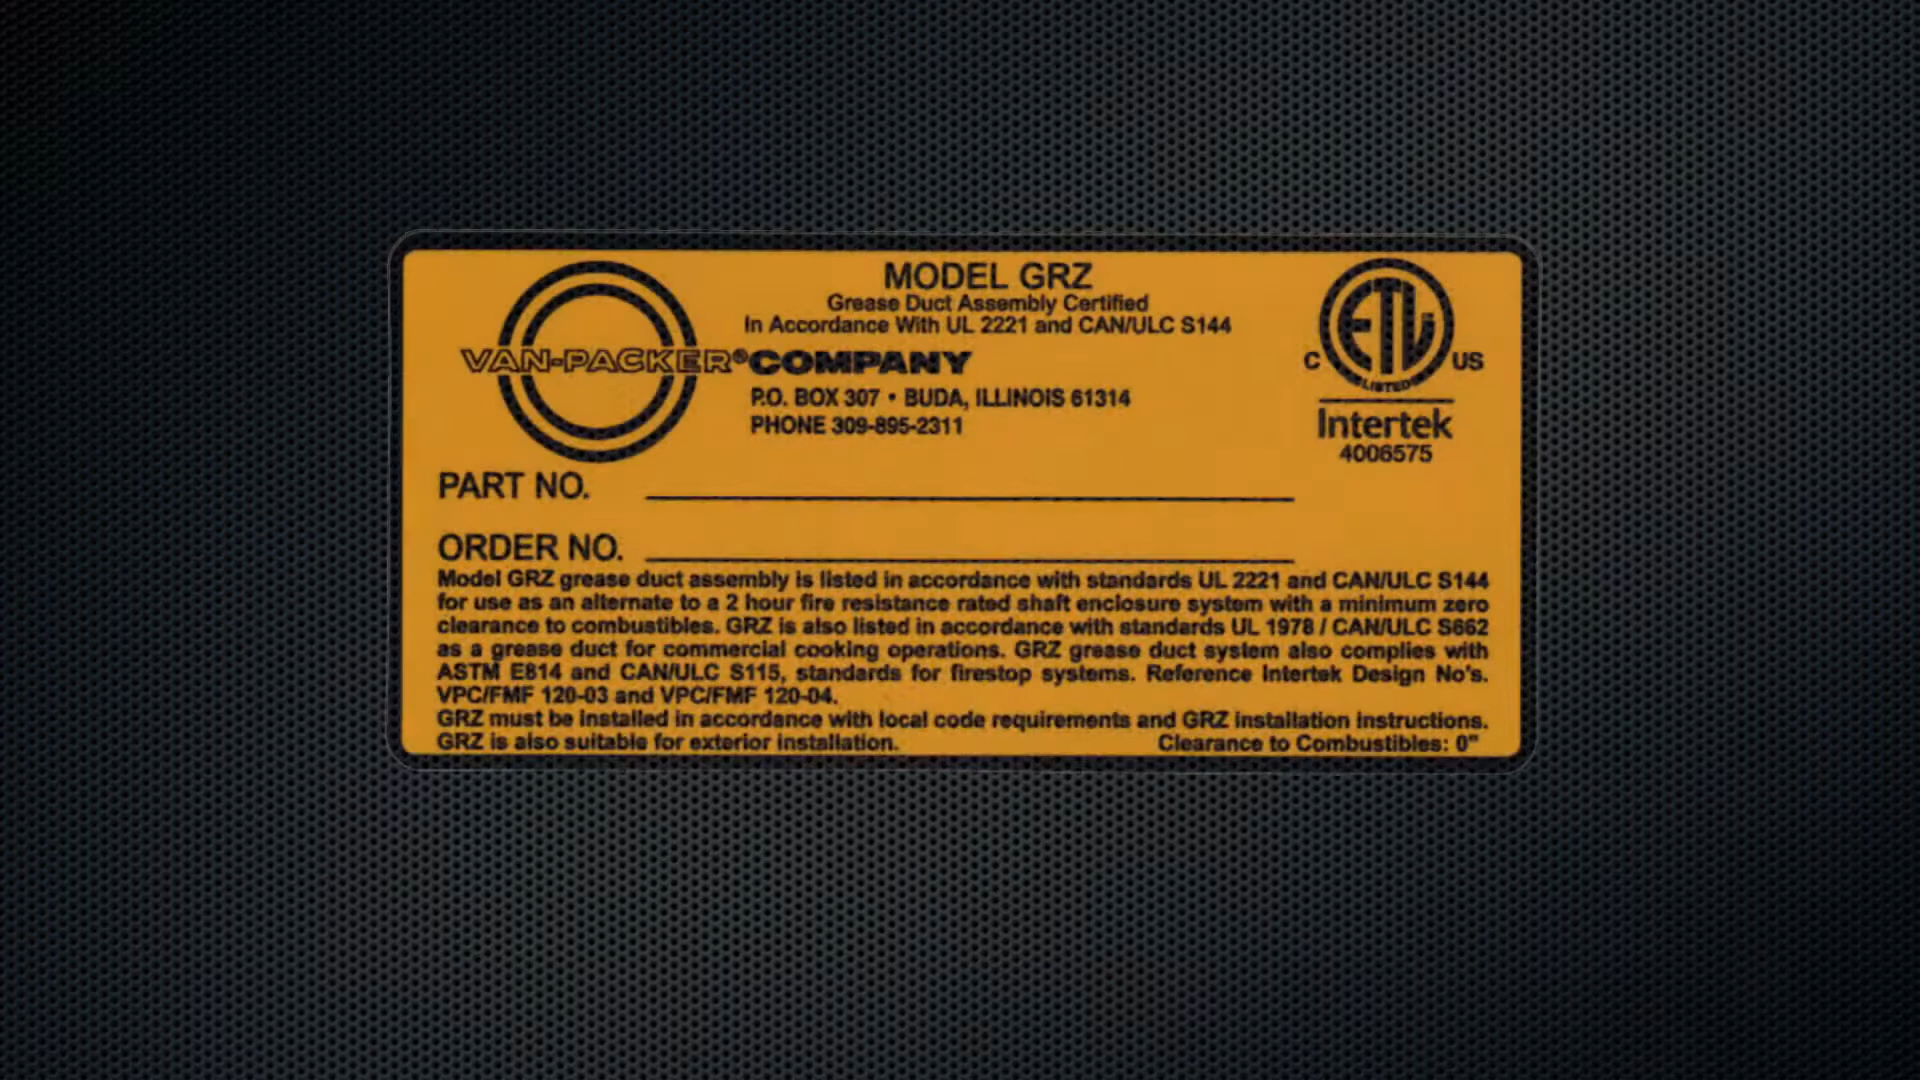 MODEL GRZ
Grease Duct Assembly Certified
In Accordance With UL 2221 and CAN/ULC S144
VAN-PACKER® COMPANY
P.O. BOX 307 • BUDA, ILLINOIS 61314
PHONE 309-895-2311
ETL
LISTED
C US
Intertek
4006575
PART NO.
ORDER NO.
Model GRZ grease duct assembly is listed in accordance with standards UL 2221 and CAN/ULC S144
for use as an alternate to a 2 hour fire resistance rated shaft enclosure system with a minimum zero
clearance to combustibles. GRZ is also listed in accordance with standards UL 1978 / CAN/ULC S662
as a grease duct for commercial cooking operations. GRZ grease duct system also complies with
ASTM E814 and CAN/ULC S115, standards for firestop systems. Reference Intertek Design No's.
VPC/FMF 120-03 and VPC/FMF 120-04.
GRZ must be installed in accordance with local code requirements and GRZ installation instructions.
GRZ is also suitable for exterior installation. Clearance to Combustibles: 0"